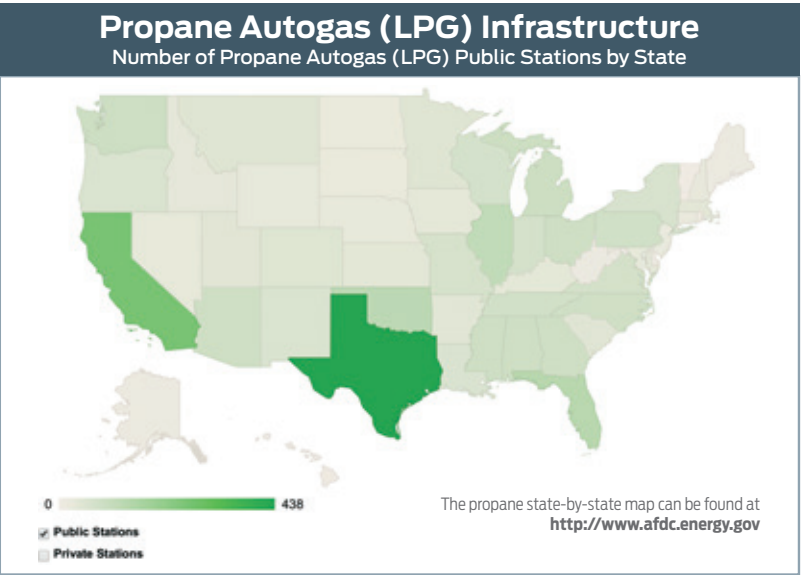 Propane Autogas (LPG) Infrastructure
Number of Propane Autogas (LPG) Public Stations by State
0 438
The propane state-by-state map can be found at
http://www.afdc.energy.gov
Public Stations
Private Stations